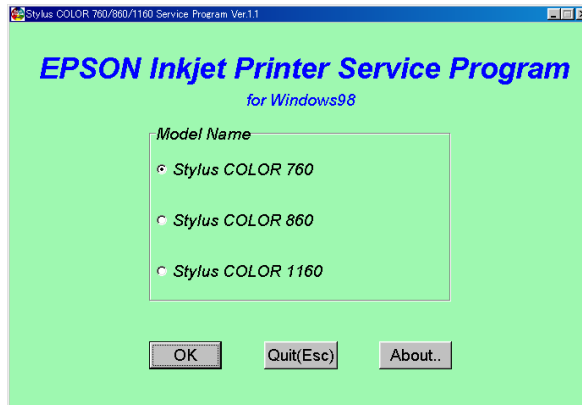 Stylus COLOR 760/860/1160 Service Program Ver.1.1
EPSON Inkjet Printer Service Program
for Windows98
Model Name
Stylus COLOR 760
Stylus COLOR 860
Stylus COLOR 1160
OK Quit(Esc) About..